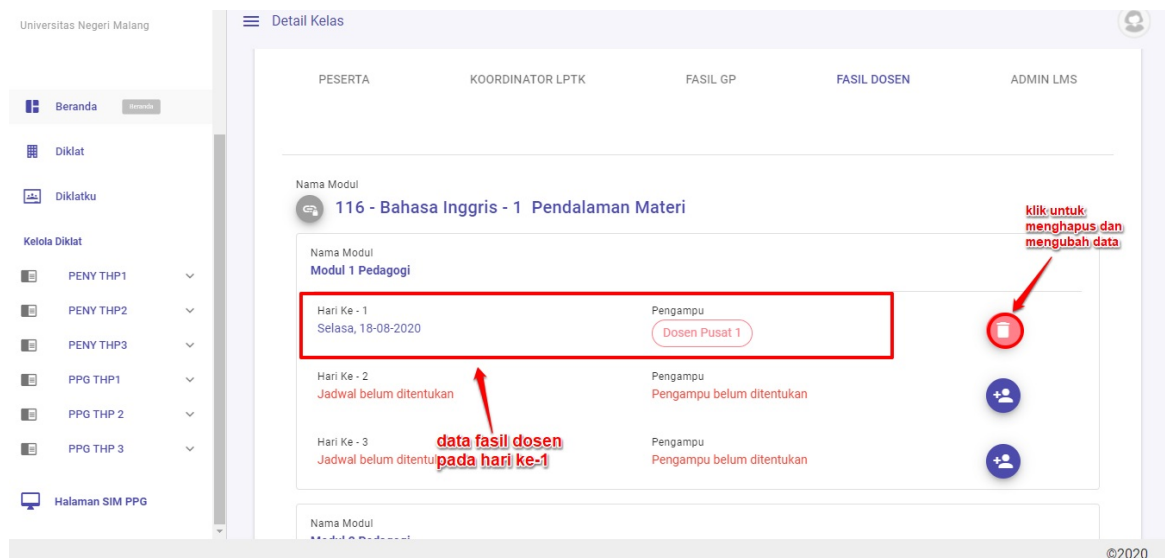 Universitas Negeri Malang
Detail Kelas
PESERTA KOORDINATOR LPTK FASIL GP FASIL DOSEN ADMIN LMS
Beranda Beranda
Diklat
Diklatku
Kelola Diklat
PENY THP1
PENY THP2
PENY THP3
PPG THP1
PPG THP 2
PPG THP 3
Halaman SIM PPG
Nama Modul
116 - Bahasa Inggris - 1 Pendalaman Materi
klik untuk
menghapus dan
mengubah data
Nama Modul
Modul 1 Pedagogi
Hari Ke - 1 Pengampu
Selasa, 18-08-2020 Dosen Pusat 1
Hari Ke - 2 Pengampu
Jadwal belum ditentukan Pengampu belum ditentukan
data fasil dosen
pada hari ke-1
Hari Ke - 3 Pengampu
Jadwal belum Pengampu belum ditentukan
Nama Modul
©2020